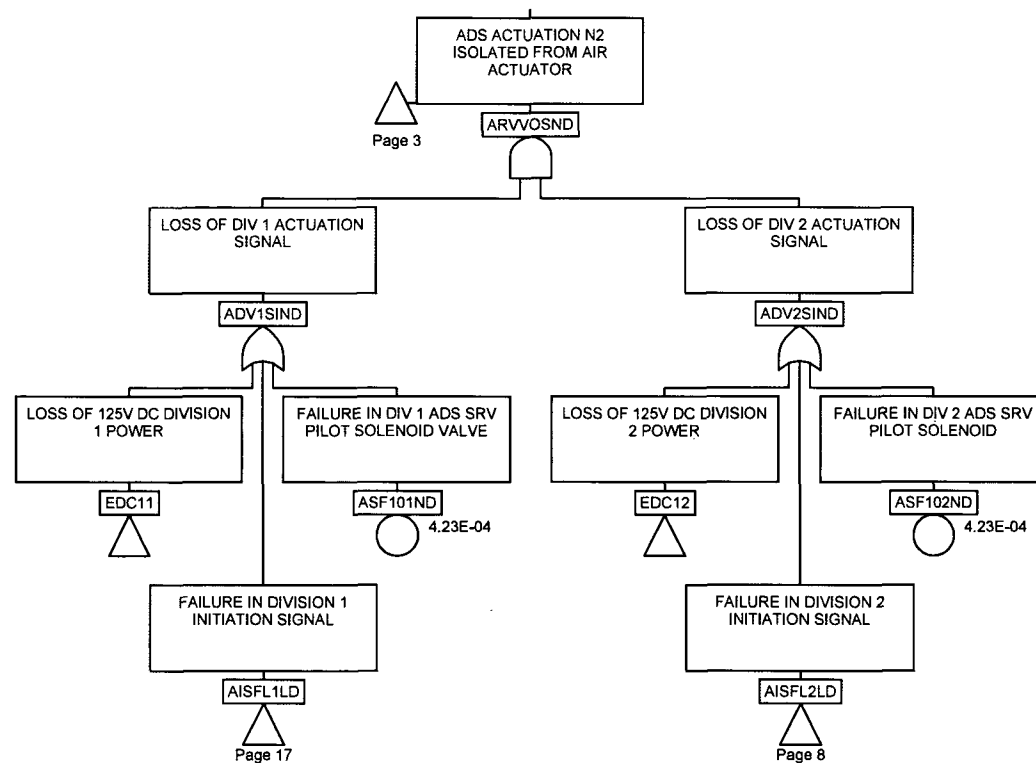 ADS ACTUATION N2
ISOLATED FROM AIR
ACTUATOR
Page 3
ARVVOSND
LOSS OF DIV 1 ACTUATION
SIGNAL
LOSS OF DIV 2 ACTUATION
SIGNAL
ADV1SIND
ADV2SIND
LOSS OF 125V DC DIVISION
1 POWER
FAILURE IN DIV 1 ADS SRV
PILOT SOLENOID VALVE
LOSS OF 125V DC DIVISION
2 POWER
FAILURE IN DIV 2 ADS SRV
PILOT SOLENOID
EDC11
ASF101ND
4.23E-04
EDC12
ASF102ND
4.23E-04
FAILURE IN DIVISION 1
INITIATION SIGNAL
FAILURE IN DIVISION 2
INITIATION SIGNAL
AISFL1LD
AISFL2LD
Page 17
Page 8